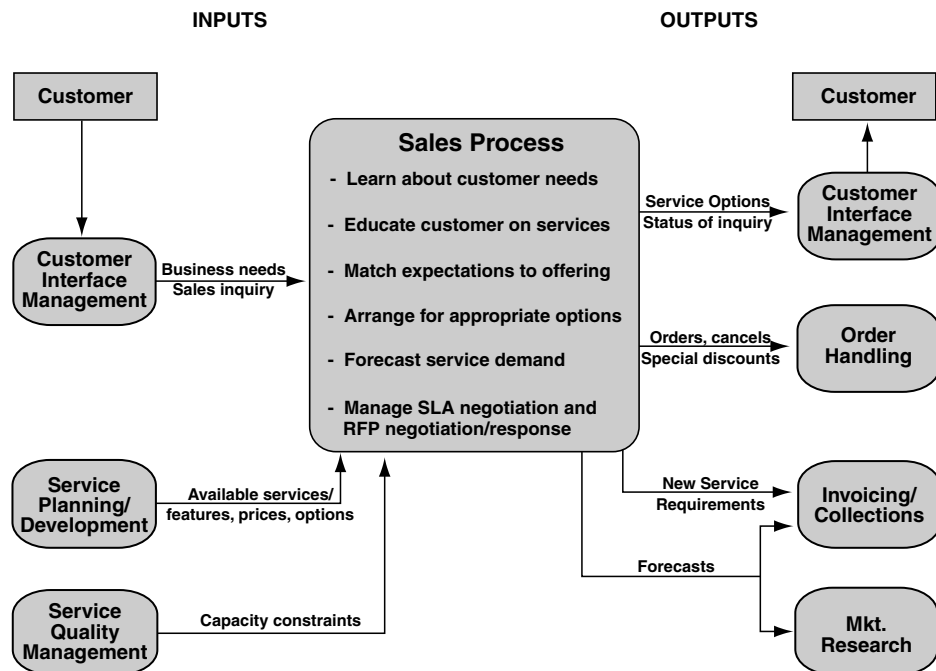 INPUTS
OUTPUTS
Customer
Customer
Sales Process
- Learn about customer needs
- Educate customer on services
- Match expectations to offering
- Arrange for appropriate options
- Forecast service demand
- Manage SLA negotiation and
RFP negotiation/response
Customer
Interface
Management
Business needs
Sales inquiry
Service Options
Status of inquiry
Customer
Interface
Management
Orders, cancels
Special discounts
Order
Handling
Service
Planning/
Development
Available services/
features, prices, options
New Service
Requirements
Invoicing/
Collections
Service
Quality
Management
Capacity constraints
Forecasts
Mkt.
Research